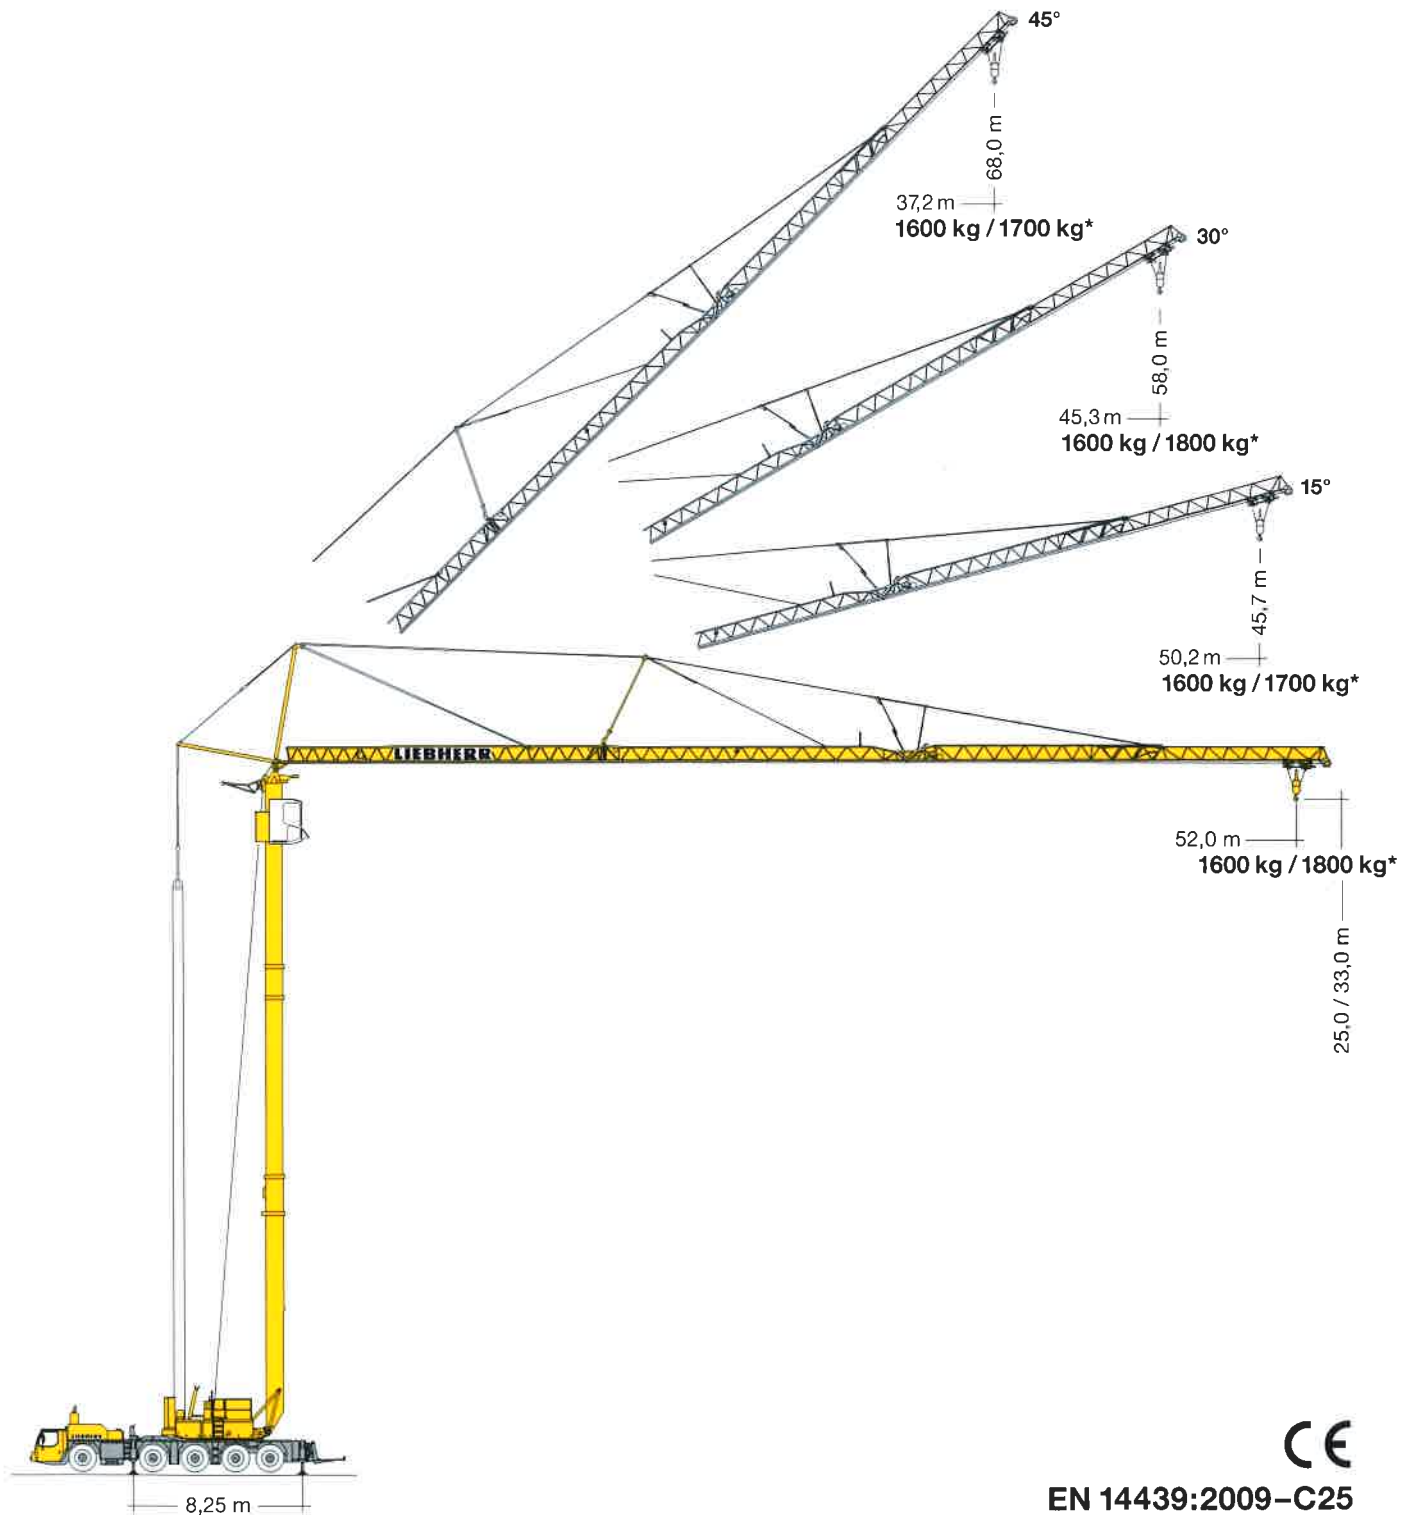 45°
68,0 m
37,2 m
1600 kg / 1700 kg*
30°
58,0 m
45,3 m
1600 kg / 1800 kg*
15°
45,7 m
50,2 m
1600 kg / 1700 kg*
LIEBHERR
52,0 m
1600 kg / 1800 kg*
25,0 / 33,0 m
LIEBHERR
8,25 m
CE
EN 14439:2009–C25